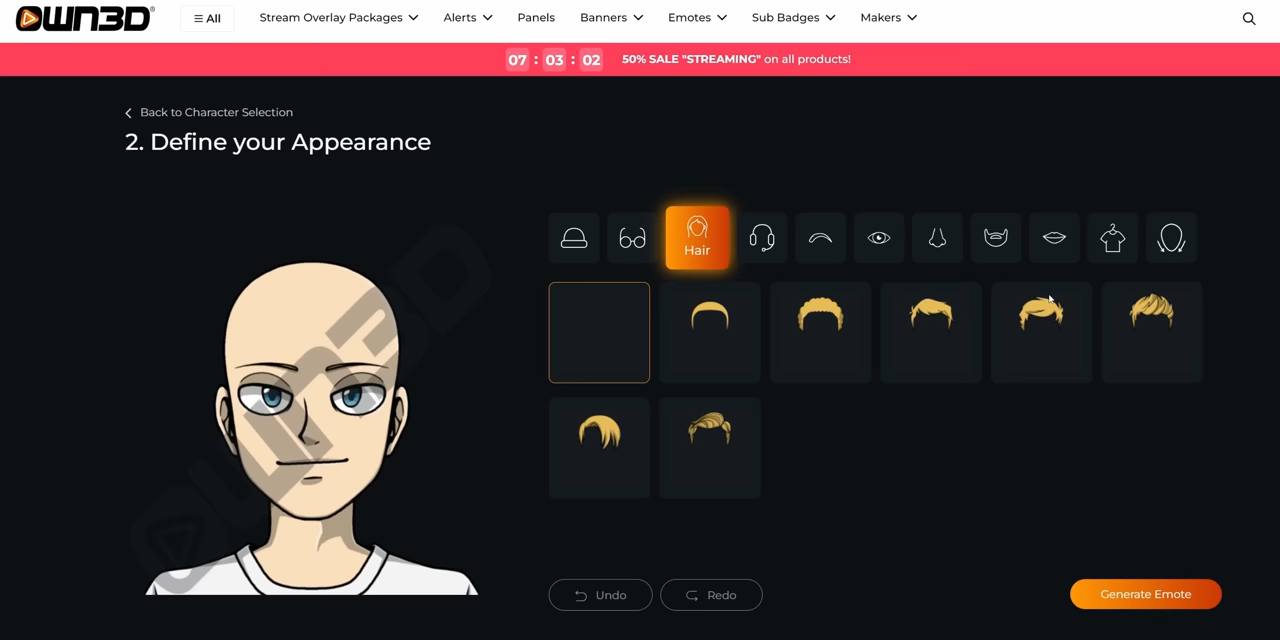 OWN3D®
All
Stream Overlay Packages
Alerts
Panels
Banners
Emotes
Sub Badges
Makers
07 : 03 : 02
50% SALE "STREAMING" on all products!
Back to Character Selection
2. Define your Appearance
Hair
OWN3D
Undo
Redo
Generate Emote